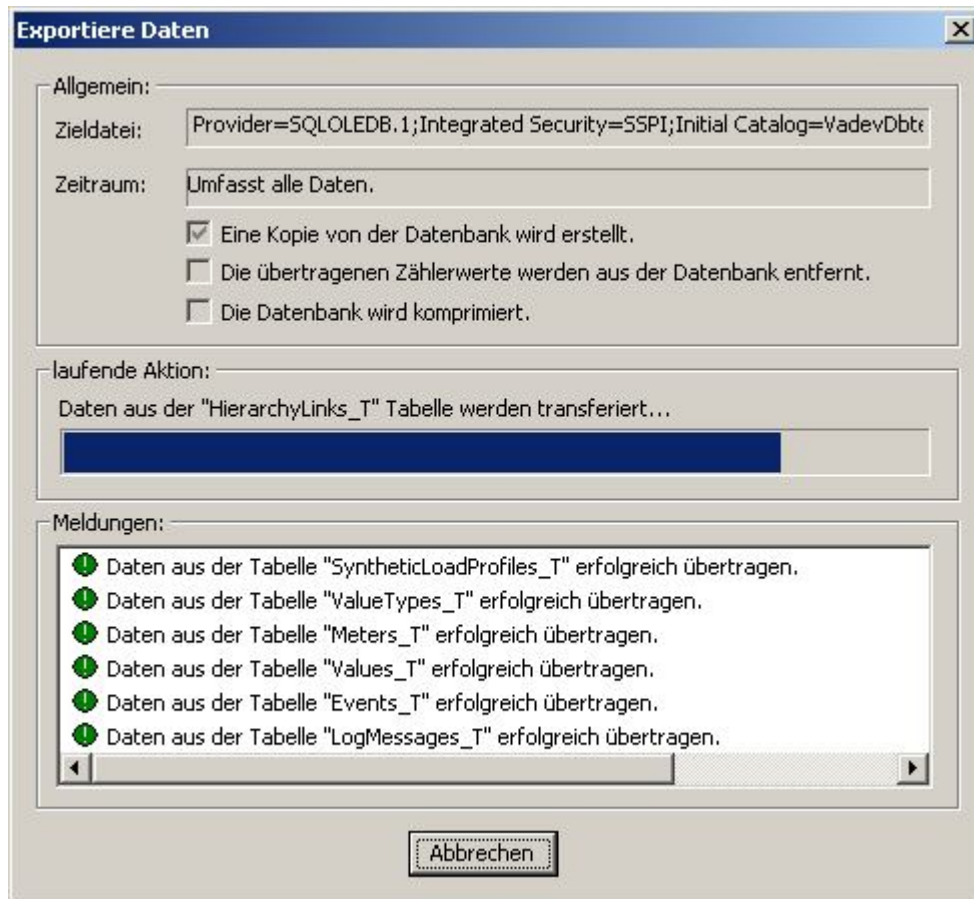 Exportiere Daten
Allgemein:
Zieldatei: Provider=SQLOLEDB.1;Integrated Security=SSPI;Initial Catalog=VadevDbte
Zeitraum: Umfasst alle Daten.
Eine Kopie von der Datenbank wird erstellt.
Die übertragenen Zählerwerte werden aus der Datenbank entfernt.
Die Datenbank wird komprimiert.
laufende Aktion:
Daten aus der "HierarchyLinks_T" Tabelle werden transferiert...
Meldungen:
Daten aus der Tabelle "SyntheticLoadProfiles_T" erfolgreich übertragen.
Daten aus der Tabelle "ValueTypes_T" erfolgreich übertragen.
Daten aus der Tabelle "Meters_T" erfolgreich übertragen.
Daten aus der Tabelle "Values_T" erfolgreich übertragen.
Daten aus der Tabelle "Events_T" erfolgreich übertragen.
Daten aus der Tabelle "LogMessages_T" erfolgreich übertragen.
Abbrechen